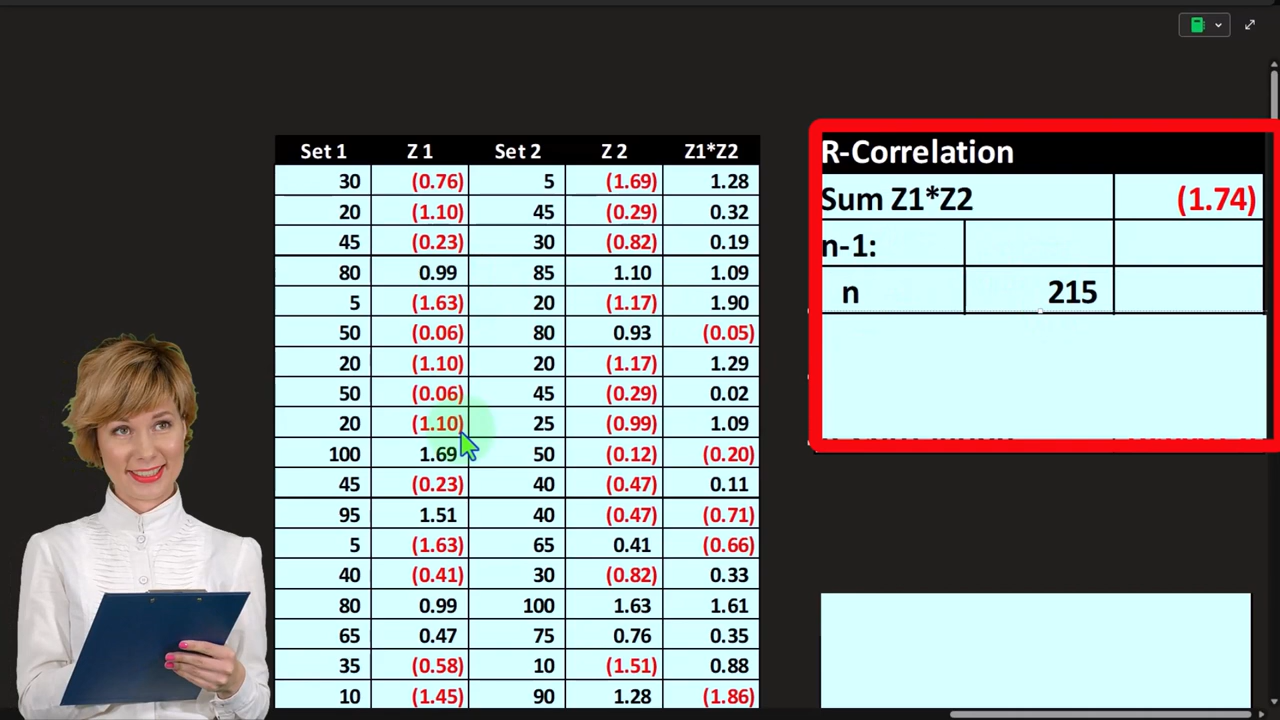 Set 1 Z 1 Set 2 Z 2 Z1*Z2
30 (0.76) 5 (1.69) 1.28
20 (1.10) 45 (0.29) 0.32
45 (0.23) 30 (0.82) 0.19
80 0.99 85 1.10 1.09
5 (1.63) 20 (1.17) 1.90
50 (0.06) 80 0.93 (0.05)
20 (1.10) 20 (1.17) 1.29
50 (0.06) 45 (0.29) 0.02
20 (1.10) 25 (0.99) 1.09
100 1.69 50 (0.12) (0.20)
45 (0.23) 40 (0.47) 0.11
95 1.51 40 (0.47) (0.71)
5 (1.63) 65 0.41 (0.66)
40 (0.41) 30 (0.82) 0.33
80 0.99 100 1.63 1.61
65 0.47 75 0.76 0.35
35 (0.58) 10 (1.51) 0.88
10 (1.45) 90 1.28 (1.86)
R-Correlation
Sum Z1*Z2 (1.74)
n-1:
n 215